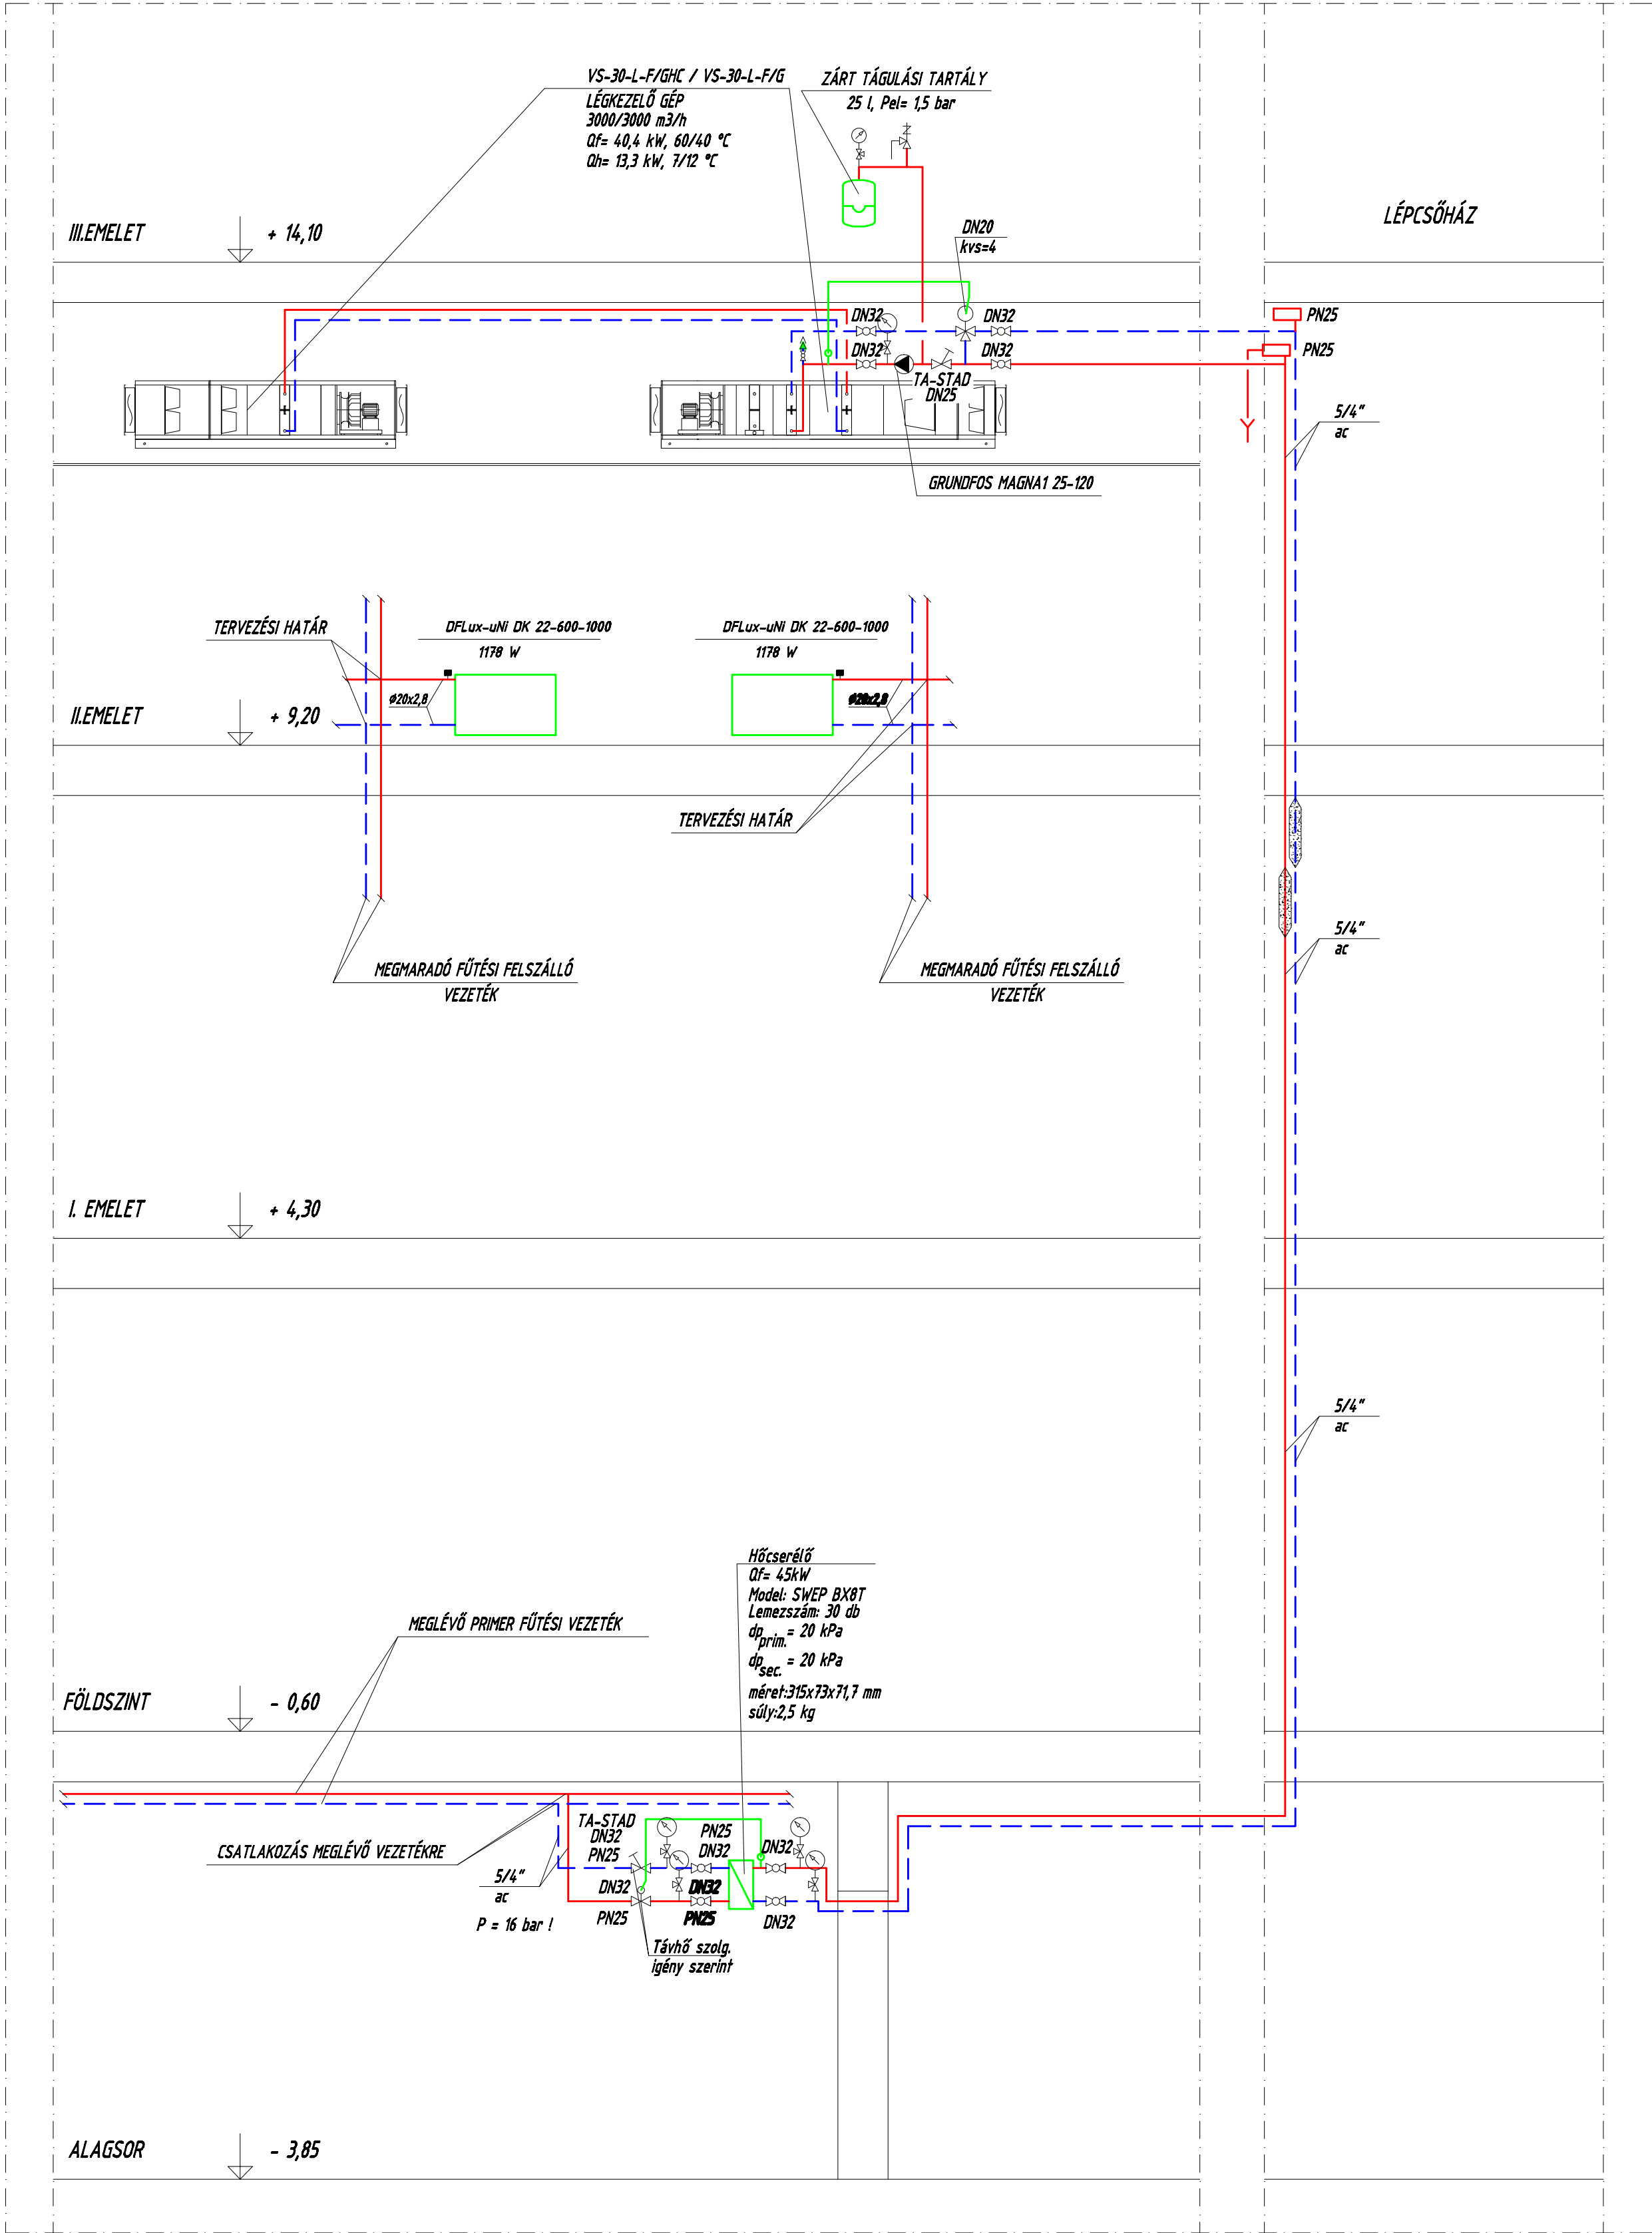 VS-30-L-F/GHC / VS-30-L-F/G
LÉGKEZELŐ GÉP
3000/3000 m3/h
Qf= 40,4 kW, 60/40 °C
Qh= 13,3 kW, 7/12 °C
ZÁRT TÁGULÁSI TARTÁLY
25 l, Pel= 1,5 bar
LÉPCSŐHÁZ
III.EMELET
+ 14,10
DN20
kvs=4
DN32
DN32
PN25
DN32
DN32
PN25
TA-STAD
DN25
5/4"
ac
GRUNDFOS MAGNA1 25-120
TERVEZÉSI HATÁR
DFLux-uNi DK 22-600-1000
1178 W
DFLux-uNi DK 22-600-1000
1178 W
Ø20x2,8
Ø20x2,8
II.EMELET
+ 9,20
TERVEZÉSI HATÁR
5/4"
ac
MEGMARADÓ FŰTÉSI FELSZÁLLÓ
VEZETÉK
MEGMARADÓ FŰTÉSI FELSZÁLLÓ
VEZETÉK
I. EMELET
+ 4,30
5/4"
ac
Hőcserélő
Qf= 45kW
Model: SWEP BX8T
Lemezszám: 30 db
dp prim. = 20 kPa
dp sec. = 20 kPa
méret:315x73x71,7 mm
súly:2,5 kg
MEGLÉVŐ PRIMER FŰTÉSI VEZETÉK
FÖLDSZINT
- 0,60
TA-STAD
DN32
PN25
PN25
DN32
DN32
CSATLAKOZÁS MEGLÉVŐ VEZETÉKRE
5/4"
ac
DN32
DN32
PN25
PN25
DN32
P = 16 bar !
Távhő szolg.
igény szerint
ALAGSOR
- 3,85